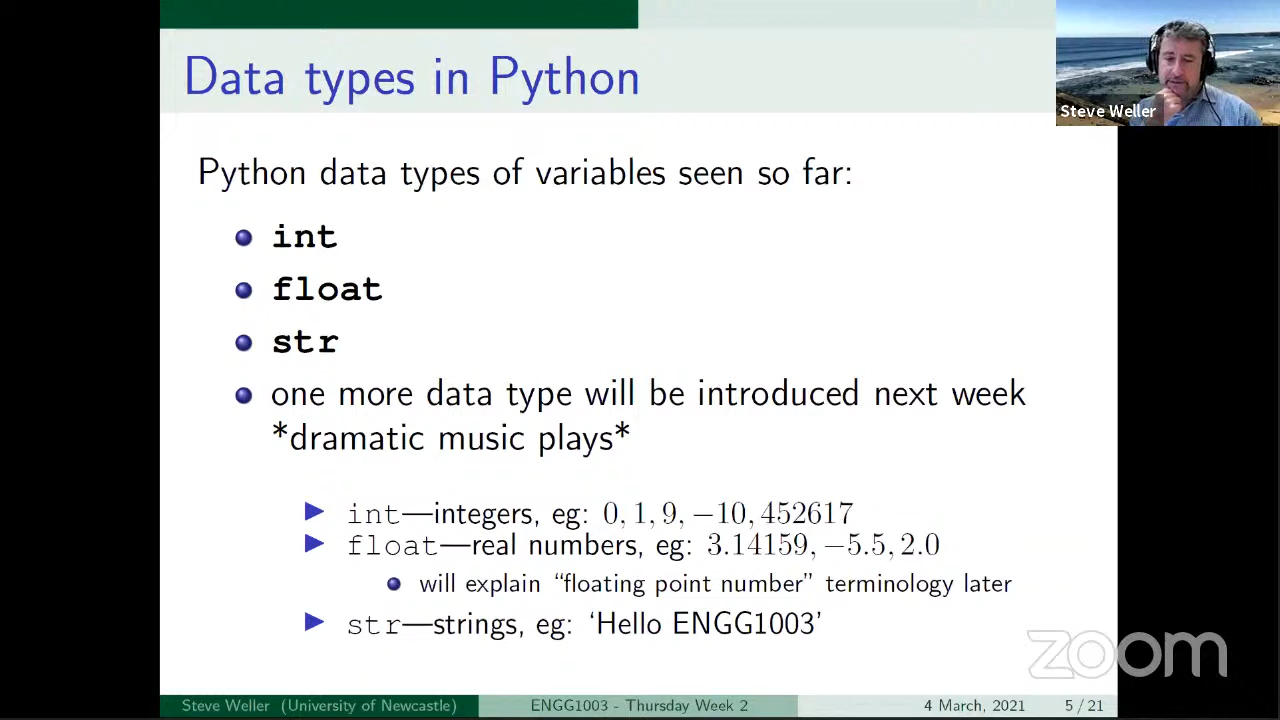 Data types in Python
Steve Weller
Python data types of variables seen so far:
int
float
str
one more data type will be introduced next week
*dramatic music plays*
int—integers, eg: 0, 1, 9, −10, 452617
float—real numbers, eg: 3.14159, −5.5, 2.0
will explain “floating point number” terminology later
str—strings, eg: ‘Hello ENGG1003’
zoom
Steve Weller (University of Newcastle) ENGG1003 - Thursday Week 2 4 March, 2021 5 / 21